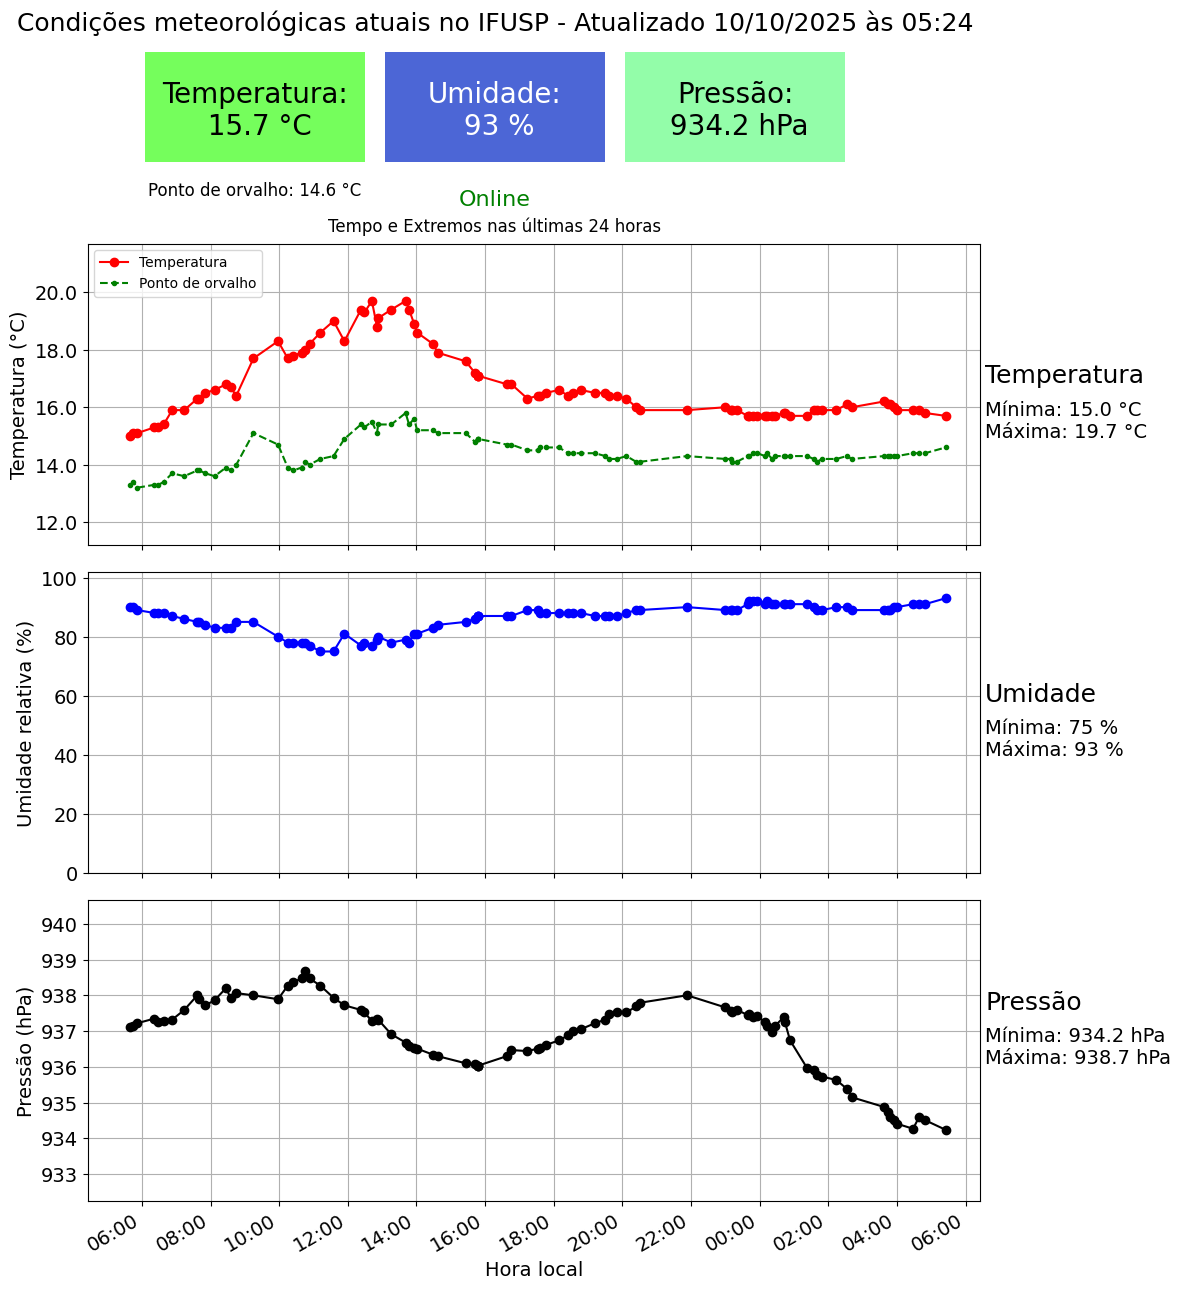 Condições meteorológicas atuais no IFUSP - Atualizado 10/10/2025 às 05:24
Temperatura:
15.7 °C
Umidade:
93 %
Pressão:
934.2 hPa
Ponto de orvalho: 14.6 °C
Online
Tempo e Extremos nas últimas 24 horas
Temperatura
Ponto de orvalho
Temperatura (°C)
20.0
18.0
16.0
14.0
12.0
Temperatura
Mínima: 15.0 °C
Máxima: 19.7 °C
Umidade relativa (%)
100
80
60
40
20
0
Umidade
Mínima: 75 %
Máxima: 93 %
Pressão (hPa)
940
939
938
937
936
935
934
933
Pressão
Mínima: 934.2 hPa
Máxima: 938.7 hPa
06:00
08:00
10:00
12:00
14:00
16:00
18:00
20:00
22:00
00:00
02:00
04:00
06:00
Hora local